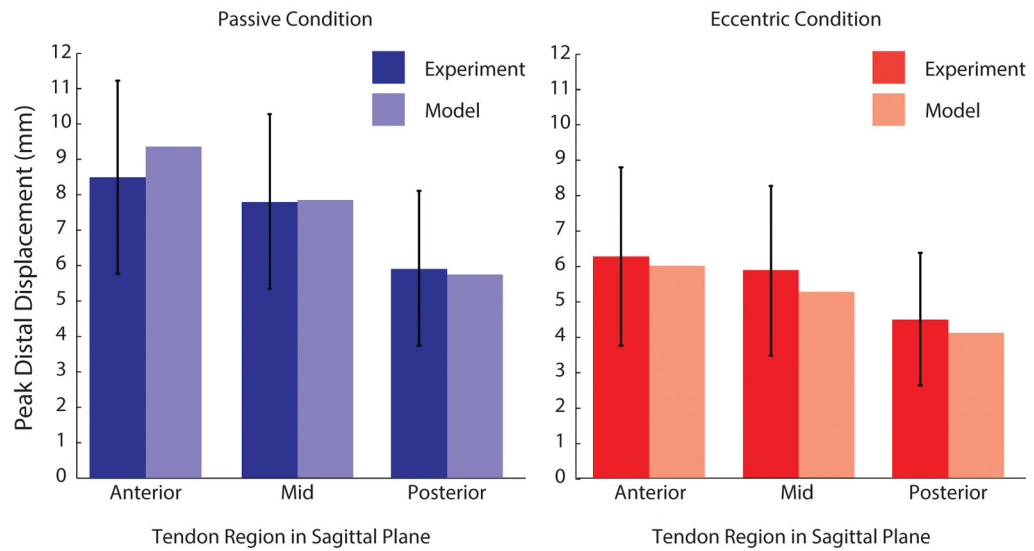 Passive Condition
Peak Distal Displacement (mm)
12
11
10
9
8
7
6
5
4
3
2
1
0
Experiment
Model
Anterior Mid Posterior
Tendon Region in Sagittal Plane
Eccentric Condition
12
11
10
9
8
7
6
5
4
3
2
1
0
Experiment
Model
Anterior Mid Posterior
Tendon Region in Sagittal Plane